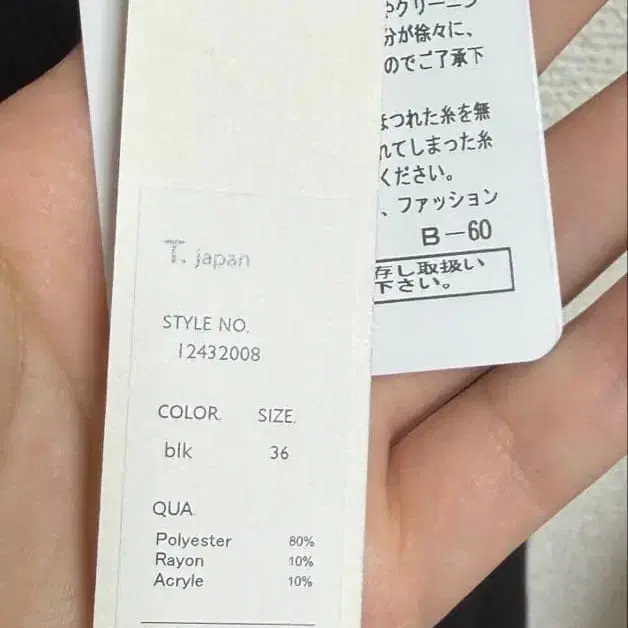 T. japan
STYLE NO.
12432008
COLOR. SIZE.
blk 36
QUA
Polyester 80%
Rayon 10%
Acryle 10%
クリーニン
分が徐々に、
のでご了承下
まつれた糸を無
れてしまった糸
ください。
、ファッション
B－60
存し取扱い
下さい。